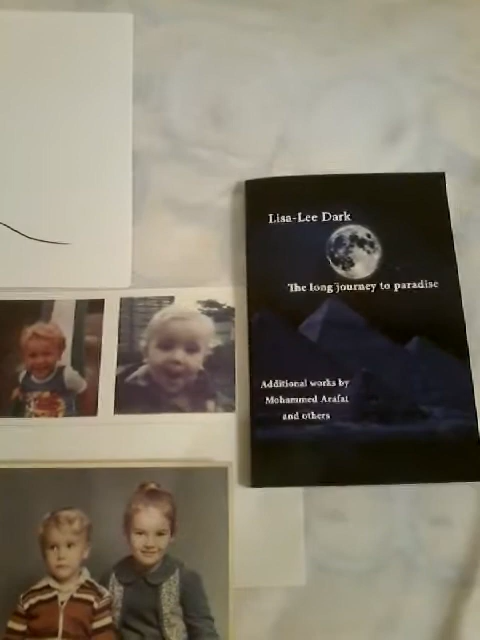 Lisa-Lee Dark
The long journey to paradise
Additional works by
Mohammed Arafat
and others